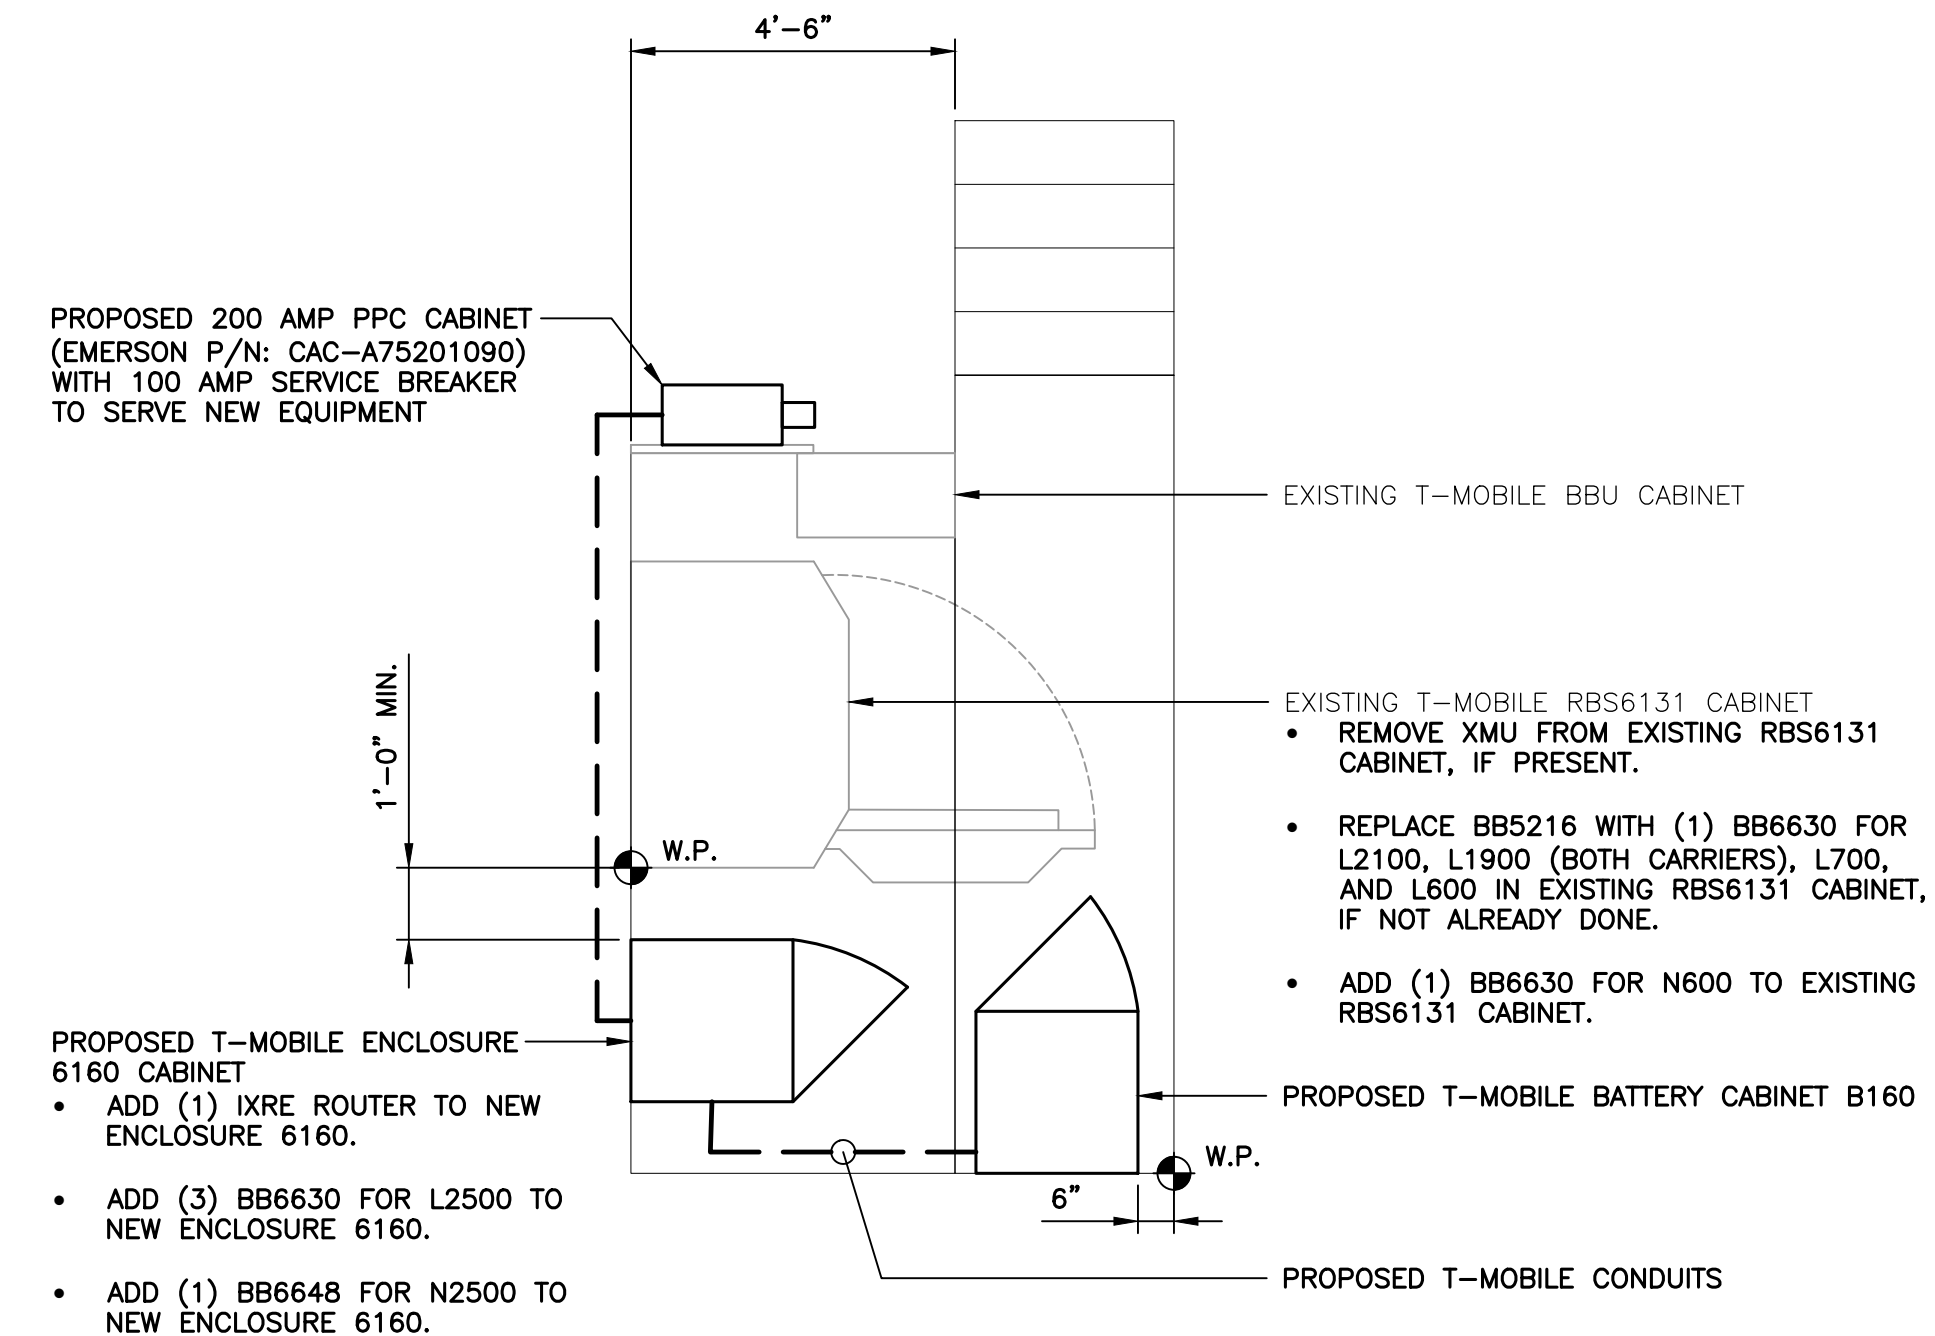 4'-6"
PROPOSED 200 AMP PPC CABINET
(EMERSON P/N: CAC-A75201090)
WITH 100 AMP SERVICE BREAKER
TO SERVE NEW EQUIPMENT
EXISTING T-MOBILE BBU CABINET
1'-0" MIN.
W.P.
EXISTING T-MOBILE RBS6131 CABINET
• REMOVE XMU FROM EXISTING RBS6131
CABINET, IF PRESENT.
• REPLACE BB5216 WITH (1) BB6630 FOR
L2100, L1900 (BOTH CARRIERS), L700,
AND L600 IN EXISTING RBS6131 CABINET,
IF NOT ALREADY DONE.
• ADD (1) BB6630 FOR N600 TO EXISTING
RBS6131 CABINET.
PROPOSED T-MOBILE ENCLOSURE
6160 CABINET
• ADD (1) IXRE ROUTER TO NEW
ENCLOSURE 6160.
• ADD (3) BB6630 FOR L2500 TO
NEW ENCLOSURE 6160.
• ADD (1) BB6648 FOR N2500 TO
NEW ENCLOSURE 6160.
PROPOSED T-MOBILE BATTERY CABINET B160
W.P.
6"
PROPOSED T-MOBILE CONDUITS